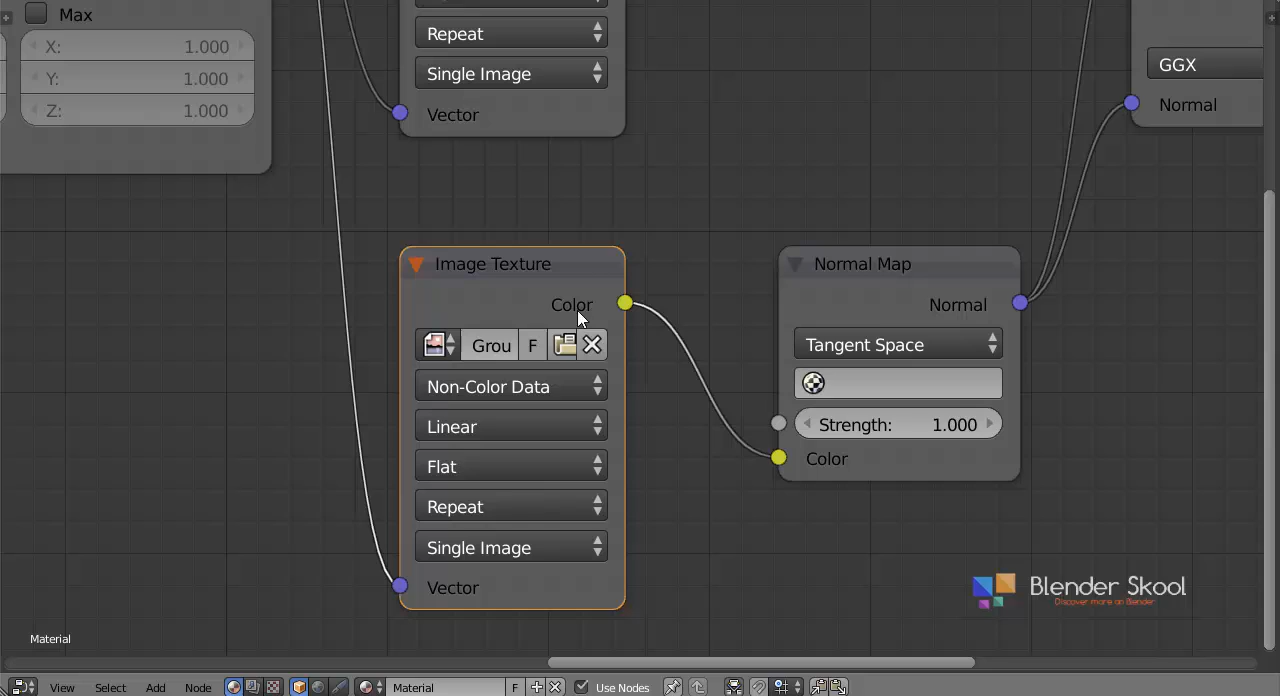 Max
X: 1.000
Y: 1.000
Z: 1.000
Repeat
Single Image
Vector
GGX
Normal
Image Texture
Color
Grou F
Non-Color Data
Linear
Flat
Repeat
Single Image
Vector
Normal Map
Normal
Tangent Space
Strength: 1.000
Color
Blender Skool
Discover more on Blender
Material
View Select Add Node Material F Use Nodes